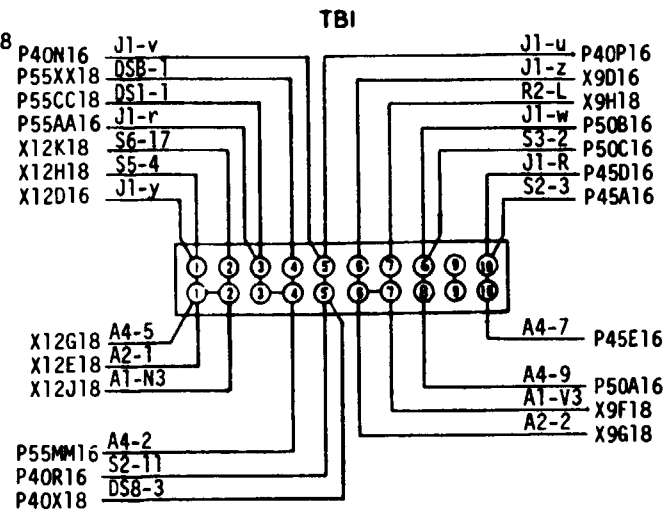 TB1
8
P40N16 J1-v
J1-u P40P16
P55XX18 DSB-1
J1-z X9D16
P55CC18 DS1-1
R2-L X9H18
P55AA16 J1-r
J1-w P50B16
X12K18 S6-17
S3-2 P50C16
X12H18 S5-4
J1-R P45D16
X12D16 J1-y
S2-3 P45A16
1 2 3 4 5 6 7 8 9 10
1 2 3 4 5 6 7 8 9 10
X12G18 A4-5
A4-7 P45E16
X12E18 A2-1
X12J18 A1-N3
A4-9 P50A16
A1-V3 X9F18
A2-2 X9G18
P55MM16 A4-2
P40R16 S2-11
P40X18 DS8-3